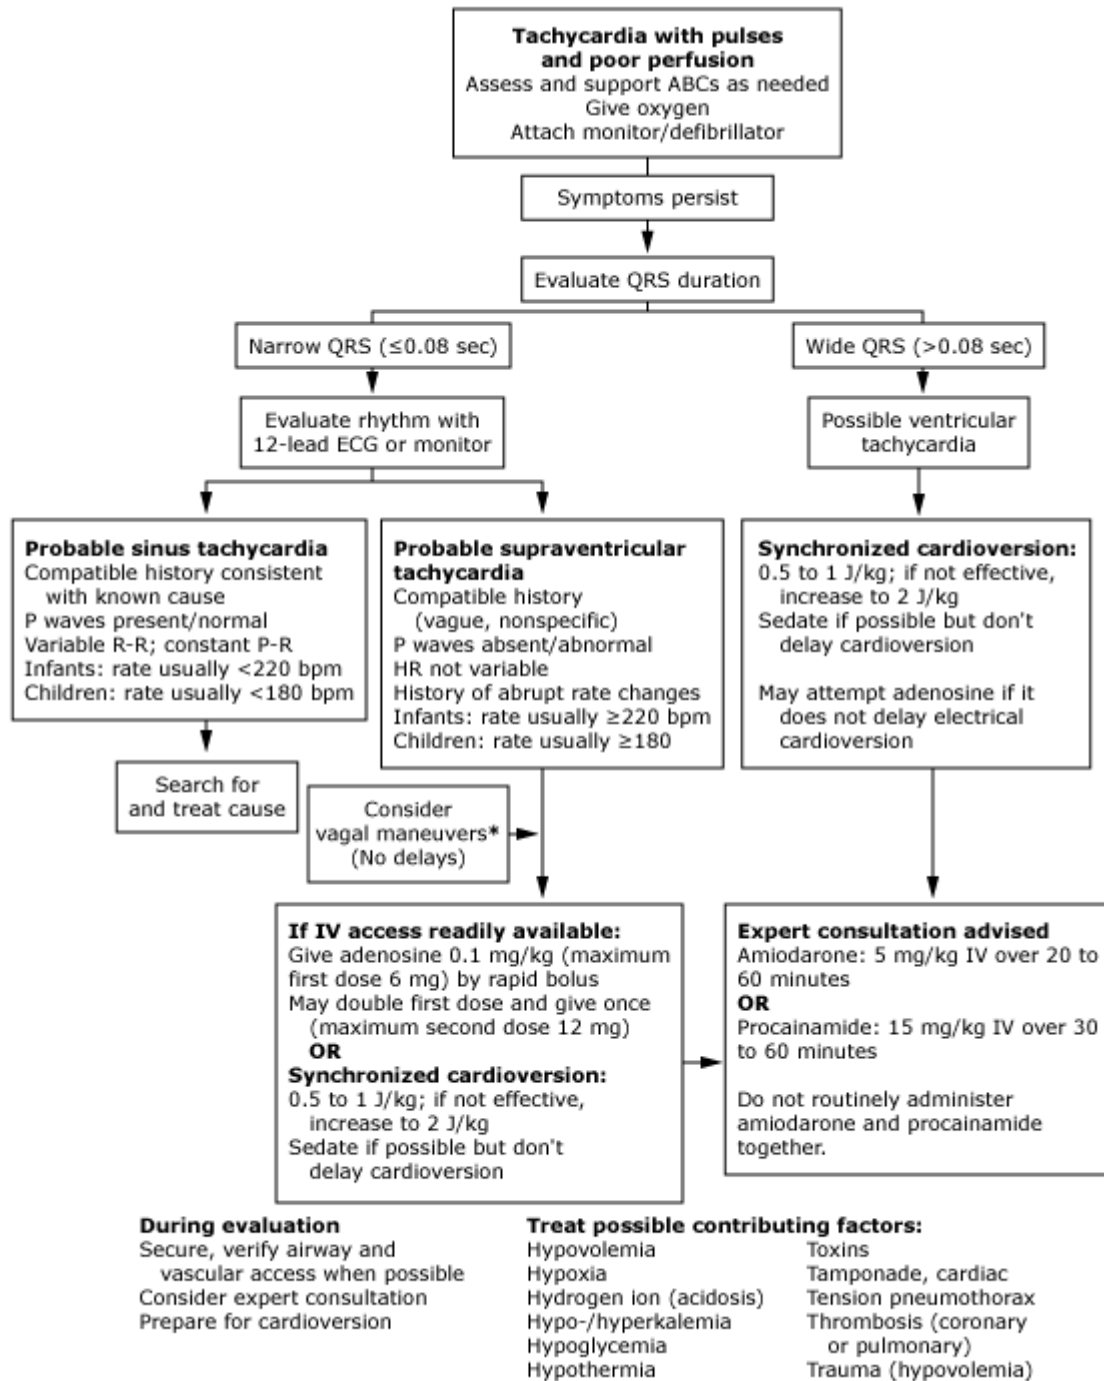 Tachycardia with pulses
and poor perfusion
Assess and support ABCs as needed
Give oxygen
Attach monitor/defibrillator
Symptoms persist
Evaluate QRS duration
Narrow QRS (≤0.08 sec)
Wide QRS (>0.08 sec)
Evaluate rhythm with
12-lead ECG or monitor
Possible ventricular
tachycardia
Probable sinus tachycardia
Compatible history consistent
with known cause
P waves present/normal
Variable R-R; constant P-R
Infants: rate usually <220 bpm
Children: rate usually <180 bpm
Probable supraventricular
tachycardia
Compatible history
(vague, nonspecific)
P waves absent/abnormal
HR not variable
History of abrupt rate changes
Infants: rate usually ≥220 bpm
Children: rate usually ≥180
Synchronized cardioversion:
0.5 to 1 J/kg; if not effective,
increase to 2 J/kg
Sedate if possible but don't
delay cardioversion
May attempt adenosine if it
does not delay electrical
cardioversion
Search for
and treat cause
Consider
vagal maneuvers*
(No delays)
If IV access readily available:
Give adenosine 0.1 mg/kg (maximum
first dose 6 mg) by rapid bolus
May double first dose and give once
(maximum second dose 12 mg)
OR
Synchronized cardioversion:
0.5 to 1 J/kg; if not effective,
increase to 2 J/kg
Sedate if possible but don't
delay cardioversion
Expert consultation advised
Amiodarone: 5 mg/kg IV over 20 to
60 minutes
OR
Procainamide: 15 mg/kg IV over 30
to 60 minutes
Do not routinely administer
amiodarone and procainamide
together.
During evaluation
Secure, verify airway and
vascular access when possible
Consider expert consultation
Prepare for cardioversion
Treat possible contributing factors:
Hypovolemia
Hypoxia
Hydrogen ion (acidosis)
Hypo-/hyperkalemia
Hypoglycemia
Hypothermia
Toxins
Tamponade, cardiac
Tension pneumothorax
Thrombosis (coronary
or pulmonary)
Trauma (hypovolemia)